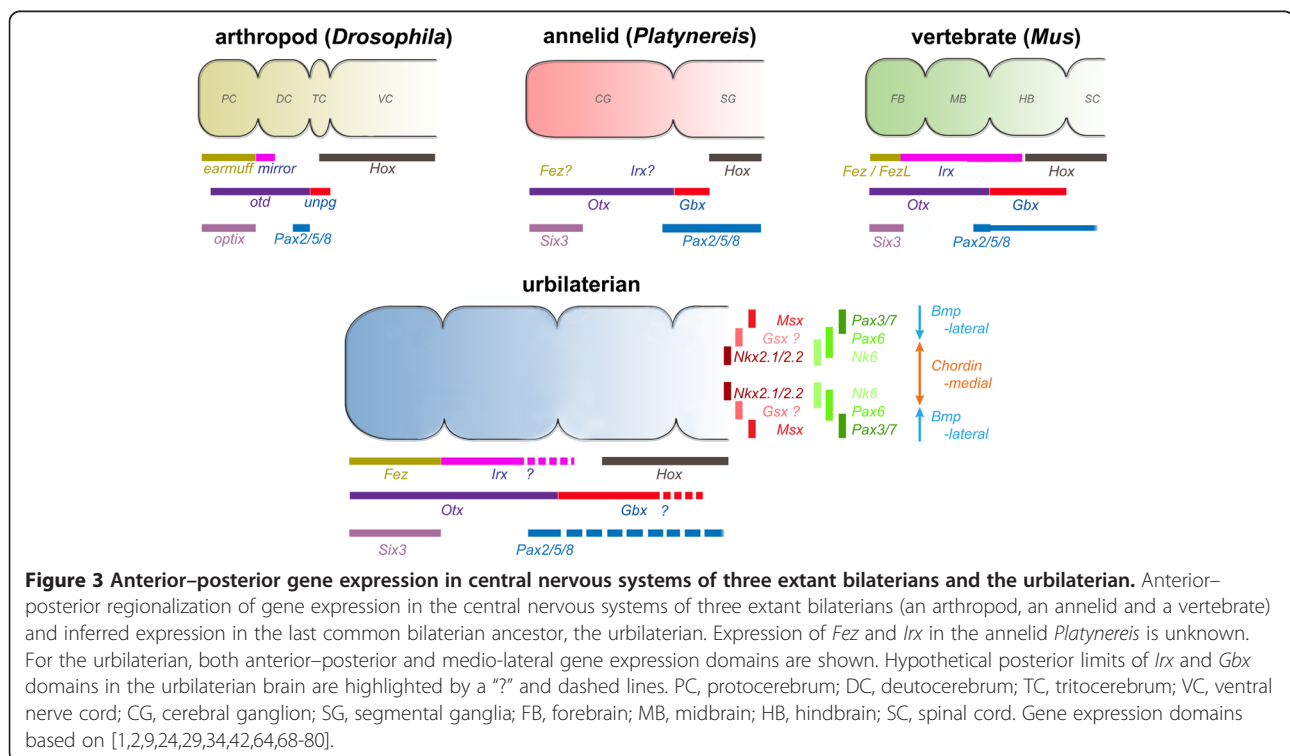 arthropod (Drosophila)
annelid (Platynereis)
vertebrate (Mus)
PC DC TC VC
CG SG
FB MB HB SC
earmuff mirror Hox
otd unpg
optix Pax2/5/8
Fez? Irx? Hox
Otx Gbx
Six3 Pax2/5/8
Fez / FezL Irx Hox
Otx Gbx
Six3 Pax2/5/8
urbilaterian
Msx Pax3/7 Bmp
Gsx ? Pax6 -lateral
Nkx2.1/2.2 Nk6
Chordin
-medial
Nkx2.1/2.2 Nk6
Gsx ? Pax6 Bmp
Msx Pax3/7 -lateral
Fez Irx ? Hox
Otx Gbx ?
Six3 Pax2/5/8
Figure 3 Anterior–posterior gene expression in central nervous systems of three extant bilaterians and the urbilaterian. Anterior–
posterior regionalization of gene expression in the central nervous systems of three extant bilaterians (an arthropod, an annelid and a vertebrate)
and inferred expression in the last common bilaterian ancestor, the urbilaterian. Expression of Fez and Irx in the annelid Platynereis is unknown.
For the urbilaterian, both anterior–posterior and medio-lateral gene expression domains are shown. Hypothetical posterior limits of Irx and Gbx
domains in the urbilaterian brain are highlighted by a “?” and dashed lines. PC, protocerebrum; DC, deutocerebrum; TC, tritocerebrum; VC, ventral
nerve cord; CG, cerebral ganglion; SG, segmental ganglia; FB, forebrain; MB, midbrain; HB, hindbrain; SC, spinal cord. Gene expression domains
based on [1,2,9,24,29,34,42,64,68-80].